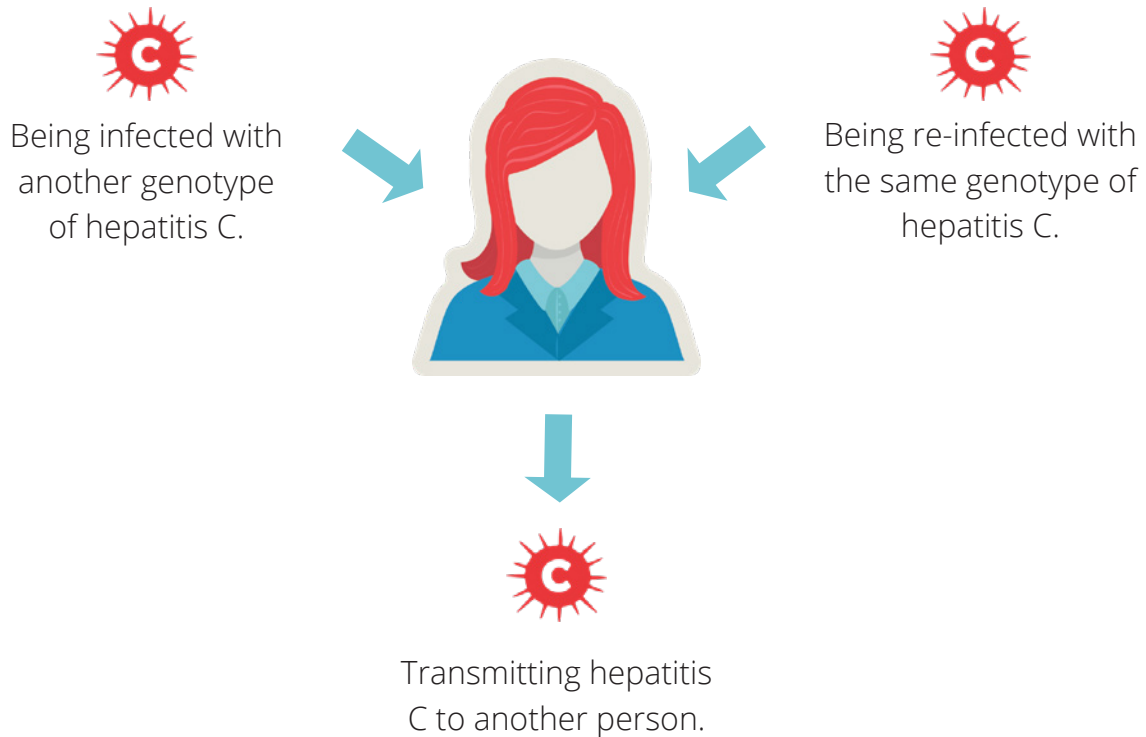 C
Being infected with
another genotype
of hepatitis C.
C
Being re-infected with
the same genotype of
hepatitis C.
C
Transmitting hepatitis
C to another person.